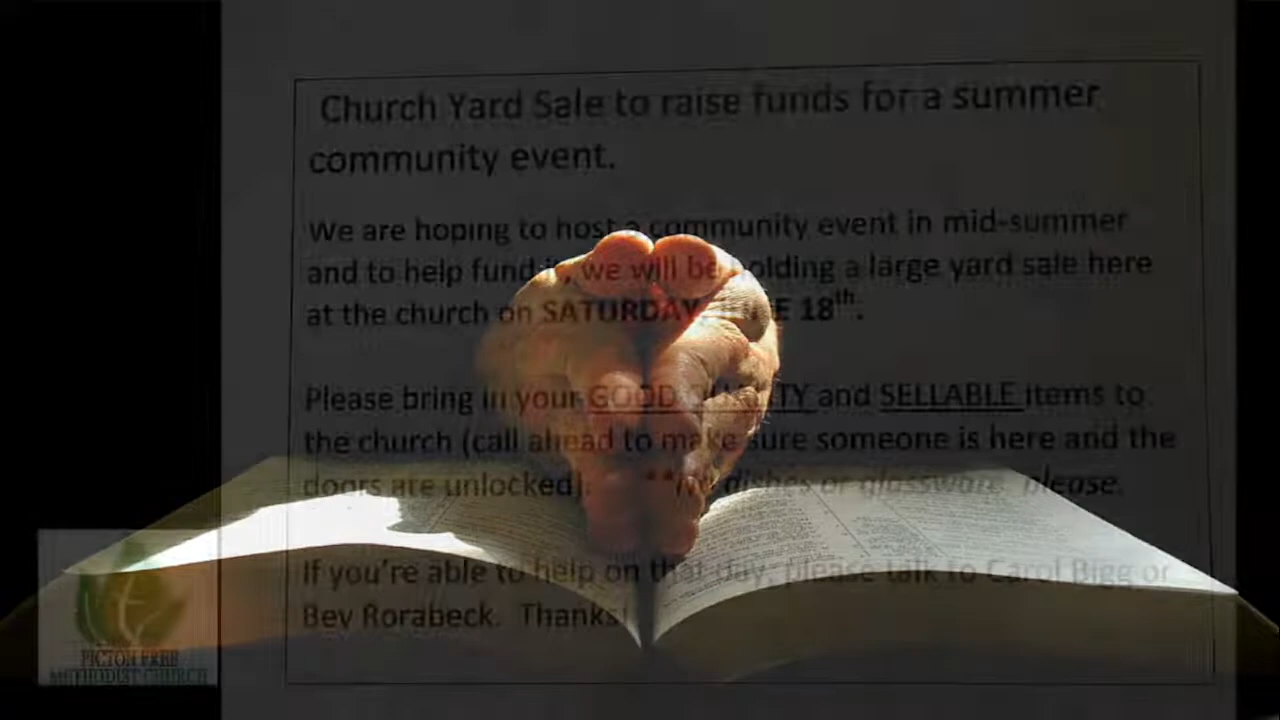 Church Yard Sale to raise funds for a summer
community event.
We are hoping to host a community event in mid-summer
and to help fund it, we will be holding a large yard sale here
at the church on SATURDAY, 18th.
Please bring in your GOOD QUALITY and SELLABLE items to
the church (call ahead to make sure someone is here and the
doors are unlocked). dishes or glassware please.
If you're able to help on that day, please talk to Carol Bigg or
Bev Rorabeck. Thanks!
PICTON FREE
METHODIST CHURCH